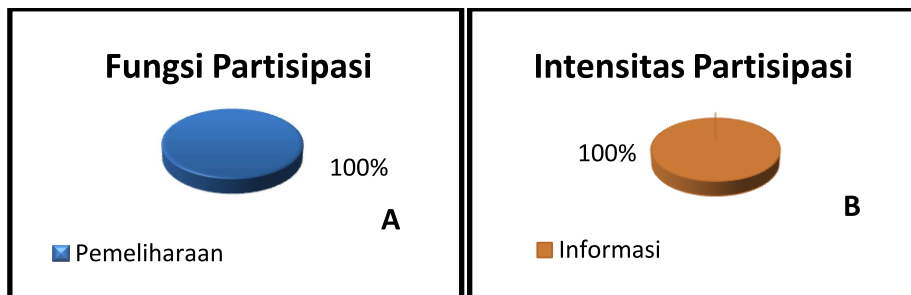 Fungsi Partisipasi
100%
A
Pemeliharaan
Intensitas Partisipasi
100%
B
Informasi